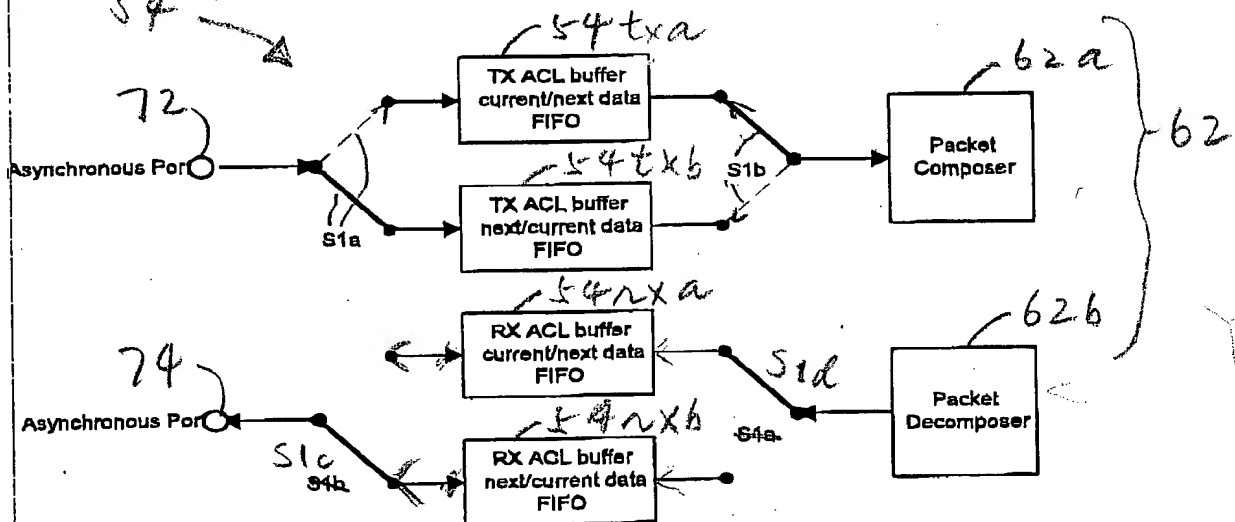 54
54txa
72
TX ACL buffer
current/next data
FIFO
62a
Packet
Composer
62
Asynchronous Por
S1a
54txb
TX ACL buffer
next/current data
FIFO
S1b
54rxa
RX ACL buffer
current/next data
FIFO
62b
Packet
Decomposer
S1d
S4a
74
Asynchronous Por
S1c
S4b
54rxb
RX ACL buffer
next/current data
FIFO